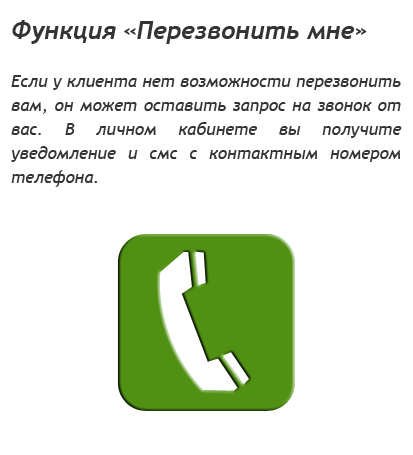 Функция «Перезвонить мне»
Если у клиента нет возможности перезвонить
вам, он может оставить запрос на звонок от
вас. В личном кабинете вы получите
уведомление и смс с контактным номером
телефона.